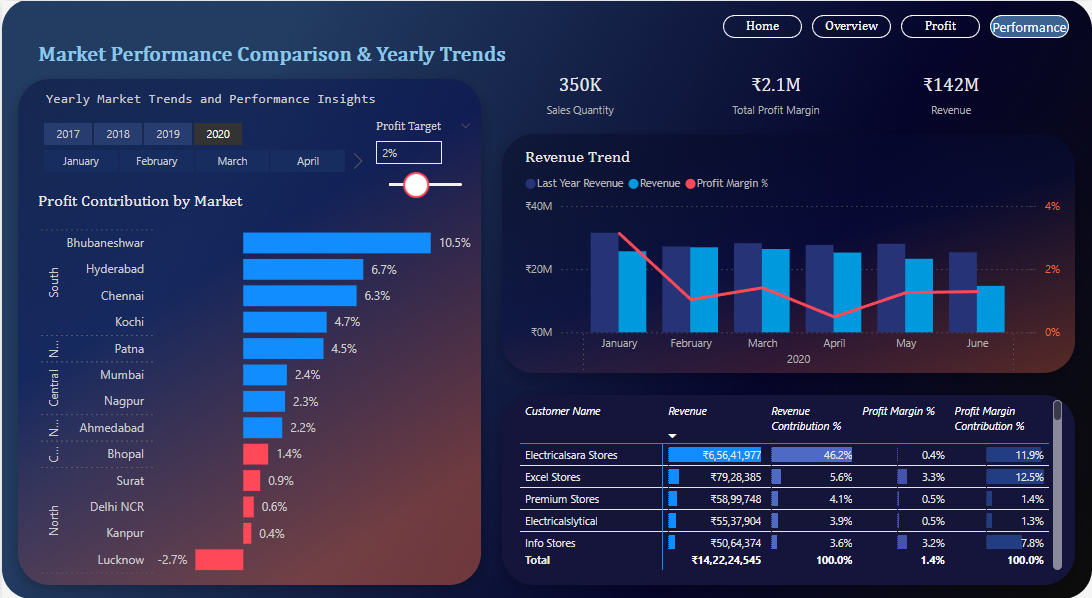 Home Overview Profit Performance
Market Performance Comparison & Yearly Trends
350K ₹2.1M ₹142M
Sales Quantity Total Profit Margin Revenue
Yearly Market Trends and Performance Insights
2017 2018 2019 2020
January February March April
Profit Target
2%
Profit Contribution by Market
South
Bhubaneshwar 10.5%
Hyderabad 6.7%
Chennai 6.3%
Kochi 4.7%
N...
Patna 4.5%
Central
Mumbai 2.4%
Nagpur 2.3%
N...
Ahmedabad 2.2%
C...
Bhopal 1.4%
North
Surat 0.9%
Delhi NCR 0.6%
Kanpur 0.4%
Lucknow -2.7%
Revenue Trend
Last Year Revenue Revenue Profit Margin %
₹40M 4%
₹20M 2%
₹0M 0%
January February March April May June
2020
Customer Name Revenue Revenue Contribution % Profit Margin % Profit Margin Contribution %
Electricalsara Stores ₹6,56,41,977 46.2% 0.4% 11.9%
Excel Stores ₹79,28,385 5.6% 3.3% 12.5%
Premium Stores ₹58,99,748 4.1% 0.5% 1.4%
Electricalslytical ₹55,37,904 3.9% 0.5% 1.3%
Info Stores ₹50,64,374 3.6% 3.2% 7.8%
Total ₹14,22,24,545 100.0% 1.4% 100.0%